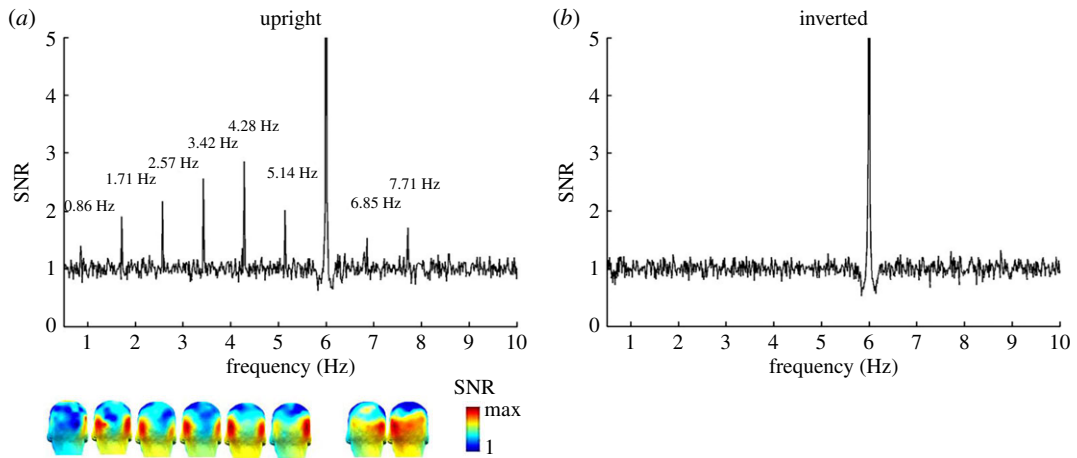 (a) upright
5
4
3
2
1
0
SNR
0.86 Hz
1.71 Hz
2.57 Hz
3.42 Hz
4.28 Hz
5.14 Hz
6.85 Hz
7.71 Hz
1 2 3 4 5 6 7 8 9 10
frequency (Hz)
(b) inverted
5
4
3
2
1
0
SNR
1 2 3 4 5 6 7 8 9 10
frequency (Hz)
SNR
max
1